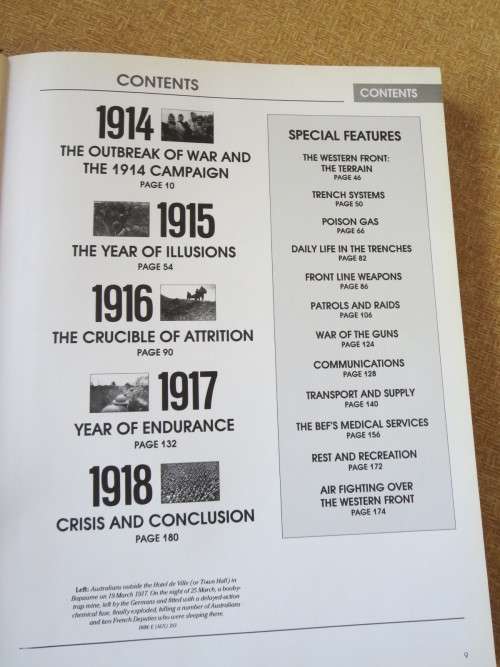 CONTENTS
CONTENTS
1914
THE OUTBREAK OF WAR AND
THE 1914 CAMPAIGN
PAGE 10
1915
THE YEAR OF ILLUSIONS
PAGE 54
1916
THE CRUCIBLE OF ATTRITION
PAGE 90
1917
YEAR OF ENDURANCE
PAGE 132
1918
CRISIS AND CONCLUSION
PAGE 180
SPECIAL FEATURES
THE WESTERN FRONT:
THE TERRAIN
PAGE 46
TRENCH SYSTEMS
PAGE 50
POISON GAS
PAGE 66
DAILY LIFE IN THE TRENCHES
PAGE 82
FRONT LINE WEAPONS
PAGE 86
PATROLS AND RAIDS
PAGE 106
WAR OF THE GUNS
PAGE 124
COMMUNICATIONS
PAGE 128
TRANSPORT AND SUPPLY
PAGE 140
THE BEF'S MEDICAL SERVICES
PAGE 156
REST AND RECREATION
PAGE 172
AIR FIGHTING OVER
THE WESTERN FRONT
PAGE 174
Left: Australians outside the Hotel de Ville (or Town Hall) in
Bapaume on 19 March 1917. On the night of 25 March, a booby-
trap mine, left by the Germans and fitted with a delayed-action
chemical fuse, finally exploded, killing a number of Australians
and two French Deputies who were sleeping there.
9